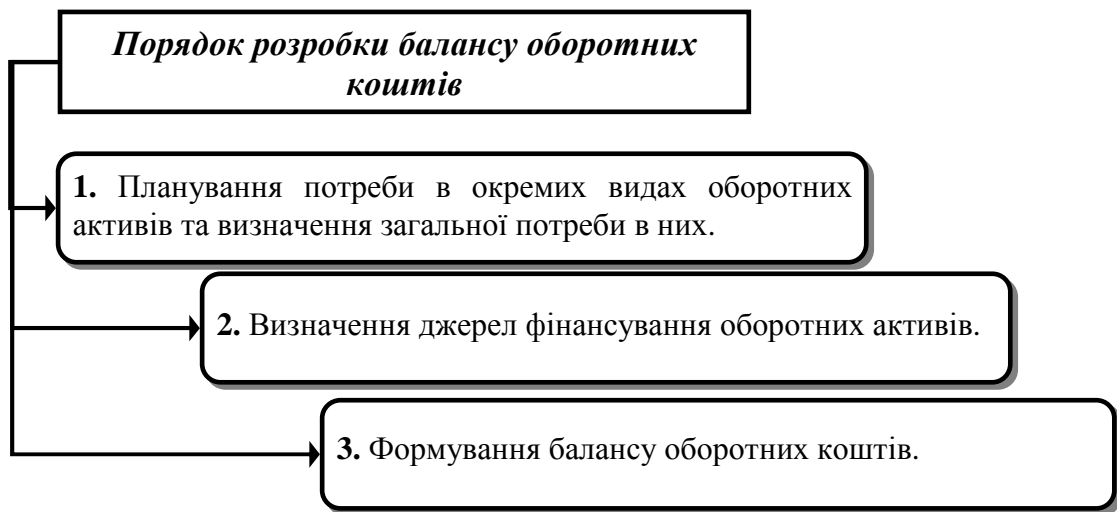 Порядок розробки балансу оборотних
коштів
1. Планування потреби в окремих видах оборотних
активів та визначення загальної потреби в них.
2. Визначення джерел фінансування оборотних активів.
3. Формування балансу оборотних коштів.